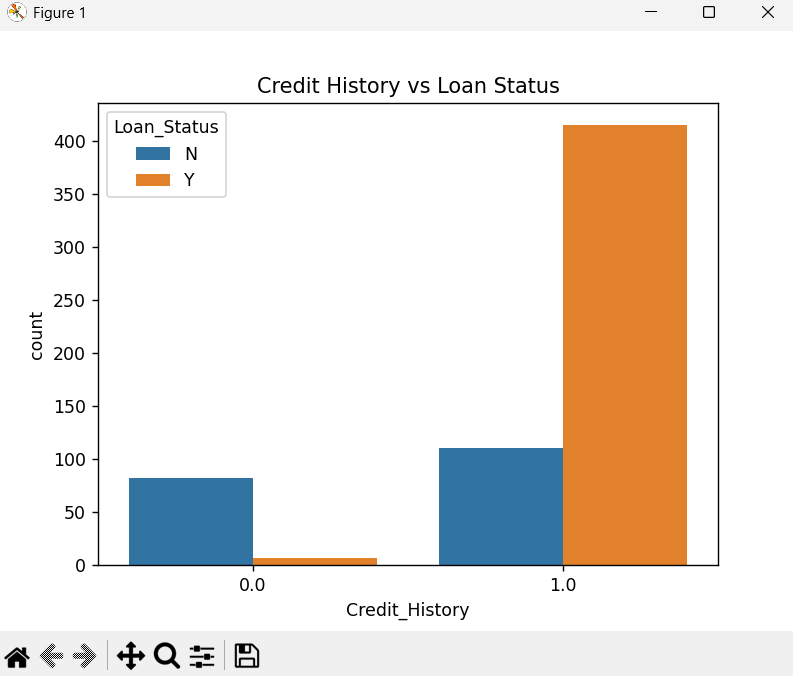 Figure 1
Credit History vs Loan Status
Loan_Status
N
Y
400
350
300
250
200
150
100
50
0
count
0.0 1.0
Credit_History